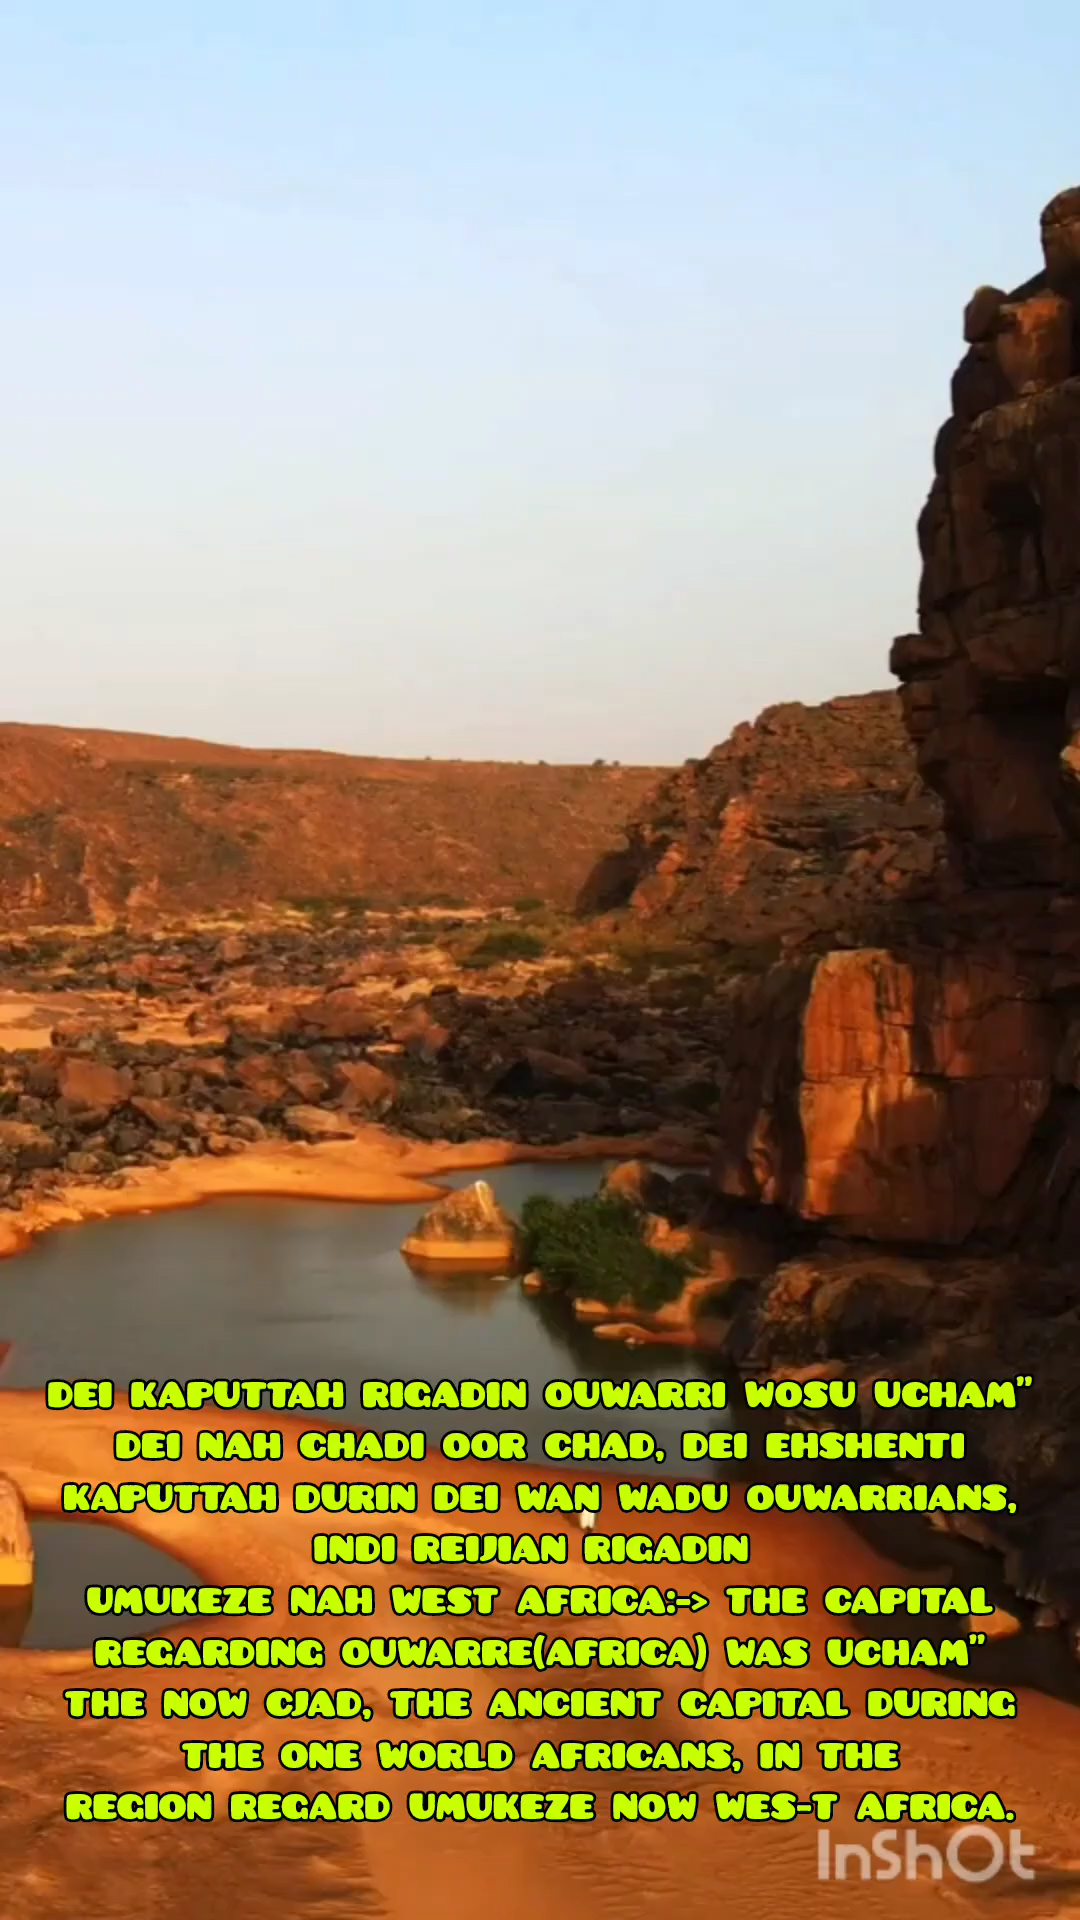 DEI KAPUTTAH RIGADIN OUWARRI WOSU UCHAM"
DEI NAH CHADI OOR CHAD, DEI EHSHENTI
KAPUTTAH DURIN DEI WAN WADU OUWARRIANS,
INDI REIJIAN RIGADIN
UMUKEZE NAH WEST AFRICA:-> THE CAPITAL
REGARDING OUWARRE(AFRICA) WAS UCHAM"
THE NOW CJAD, THE ANCIENT CAPITAL DURING
THE ONE WORLD AFRICANS, IN THE
REGION REGARD UMUKEZE NOW WES-T AFRICA.
InShOt